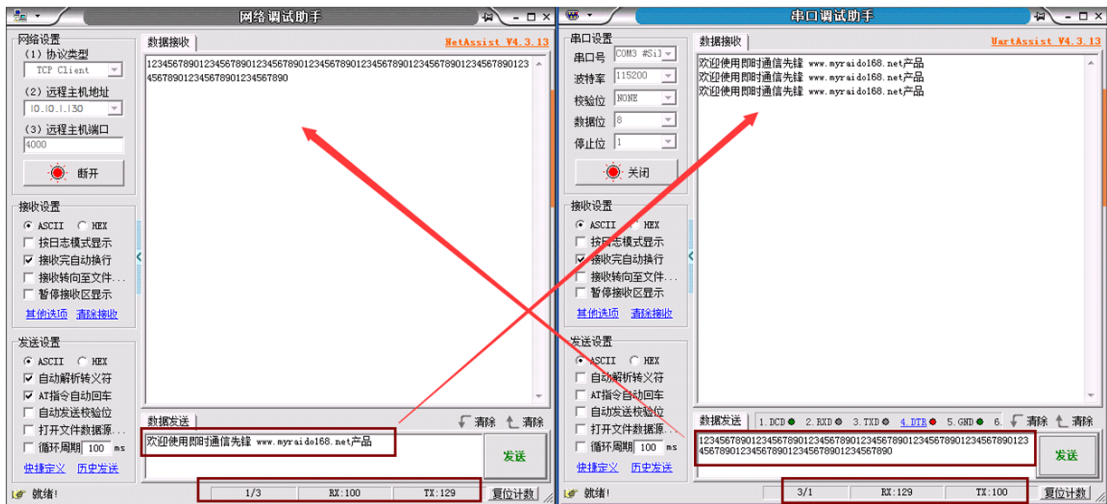 网络调试助手
网络设置
(1) 协议类型
TCP Client
(2) 远程主机地址
10.10.1.130
(3) 远程主机端口
4000
断开
接收设置
ASCII HEX
按日志模式显示
接收完自动换行
接收转向至文件...
暂停接收区显示
其他选项 清除接收
发送设置
ASCII HEX
自动解析转义符
AT指令自动回车
自动发送校验位
打开文件数据源...
循环周期 100 ms
快捷定义 历史发送
数据接收 NetAssist V4.3.13
1234567890123456789012345678901234567890123456789012345678901234567890123
456789012345678901234567890
数据发送 清除 清除
欢迎使用即时通信先锋 www.myraido168.net产品
发送
就绪! 1/3 RX:100 TX:129 复位计数
串口调试助手
串口设置
串口号 COM3 #Sil
波特率 115200
校验位 NONE
数据位 8
停止位 1
关闭
接收设置
ASCII HEX
按日志模式显示
接收完自动换行
接收转向至文件...
暂停接收区显示
其他选项 清除接收
发送设置
ASCII HEX
自动解析转义符
AT指令自动回车
自动发送校验位
打开文件数据源...
循环周期 100 ms
快捷定义 历史发送
数据接收 UartAssist V4.3.13
欢迎使用即时通信先锋 www.myraido168.net产品
欢迎使用即时通信先锋 www.myraido168.net产品
欢迎使用即时通信先锋 www.myraido168.net产品
数据发送 1.DCD 2.RXD 3.TXD 4.DTR 5.GND 6. 清除 清除
1234567890123456789012345678901234567890123456789012345678901234567890123
456789012345678901234567890
发送
就绪! 3/1 RX:129 TX:100 复位计数